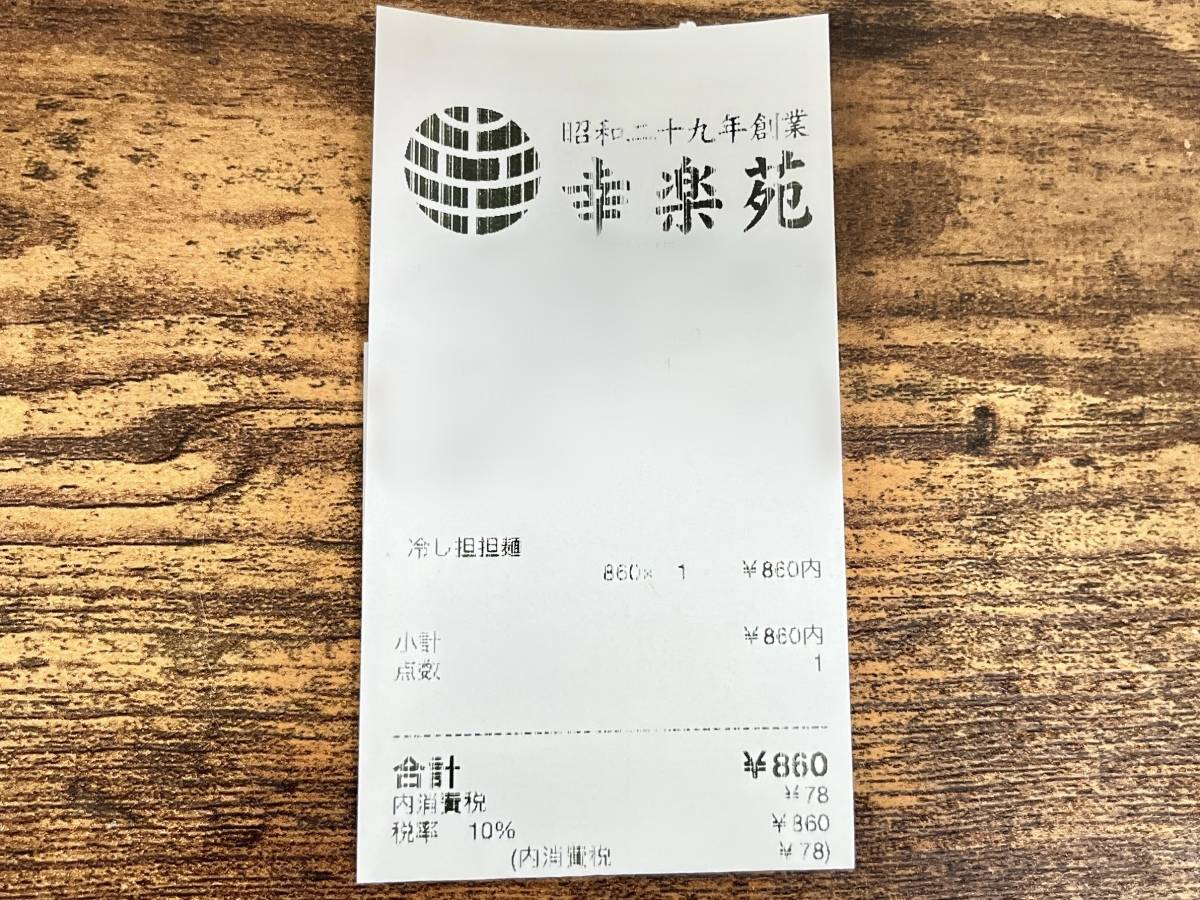 昭和二十九年創業
幸楽苑
冷し担担麺
860× 1 ¥860内
小計 ¥860内
点数 1
合計 ¥860
内消費税 ¥78
税率 10% ¥860
(内消費税 ¥78)